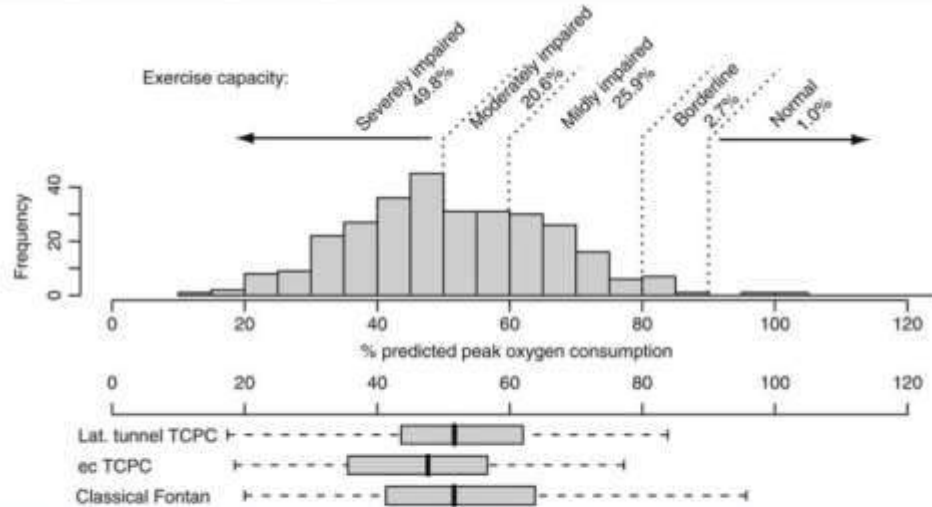 Exercise capacity:
Severely impaired
49.8%
Moderately impaired
20.6%
Mildly impaired
25.9%
Borderline
2.7%
Normal
1.0%
Frequency
40
20
0
0 20 40 60 80 100 120
% predicted peak oxygen consumption
0 20 40 60 80 100 120
Lat. tunnel TCPC
ec TCPC
Classical Fontan